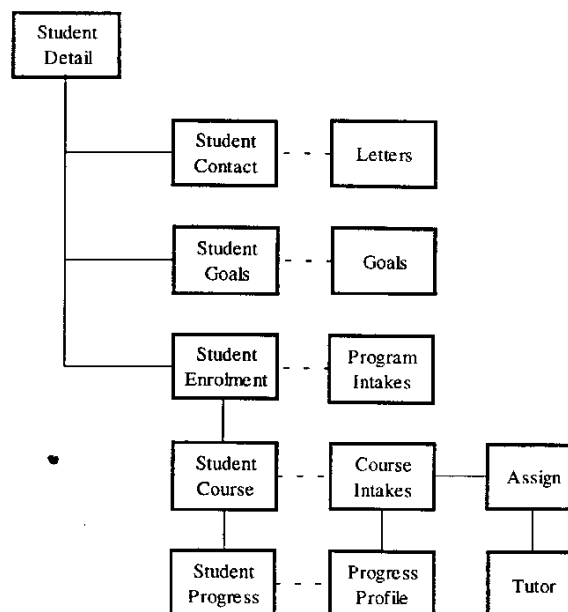 Student
Detail
Student
Contact
Letters
Student
Goals
Goals
Student
Enrolment
Program
Intakes
Student
Course
Course
Intakes
Assign
Student
Progress
Progress
Profile
Tutor